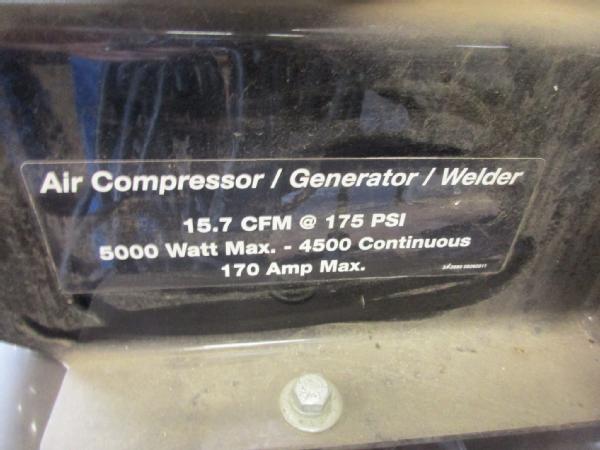 Air Compressor / Generator / Welder
15.7 CFM @ 175 PSI
5000 Watt Max. - 4500 Continuous
170 Amp Max.